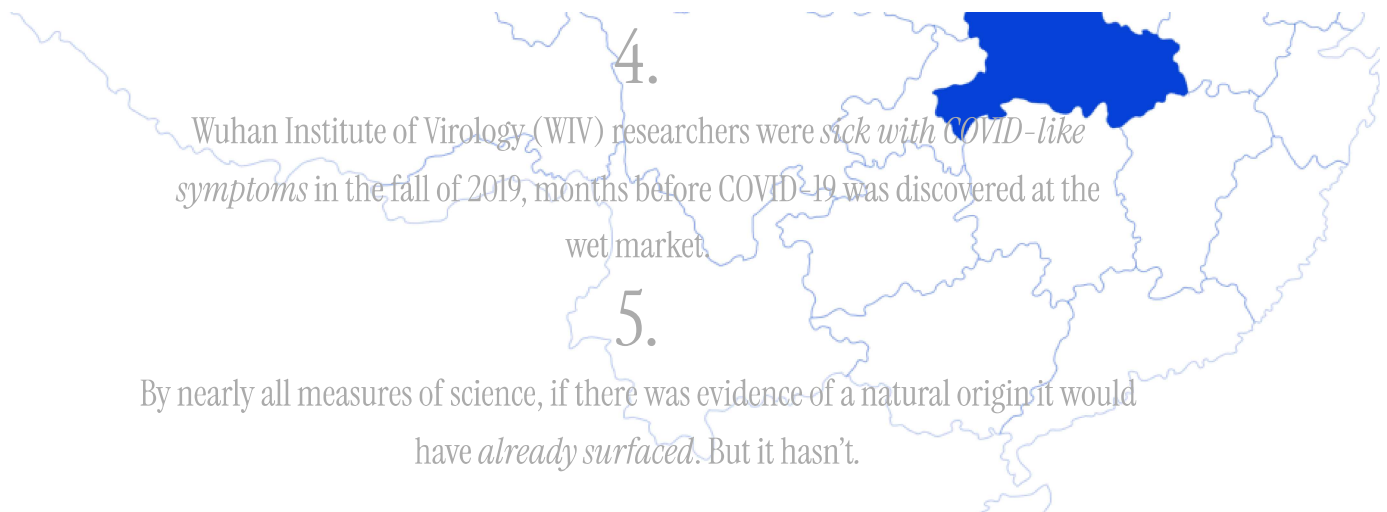 4.
Wuhan Institute of Virology (WIV) researchers were sick with COVID-like
symptoms in the fall of 2019, months before COVID-19 was discovered at the
wet market.
5.
By nearly all measures of science, if there was evidence of a natural origin it would
have already surfaced. But it hasn’t.